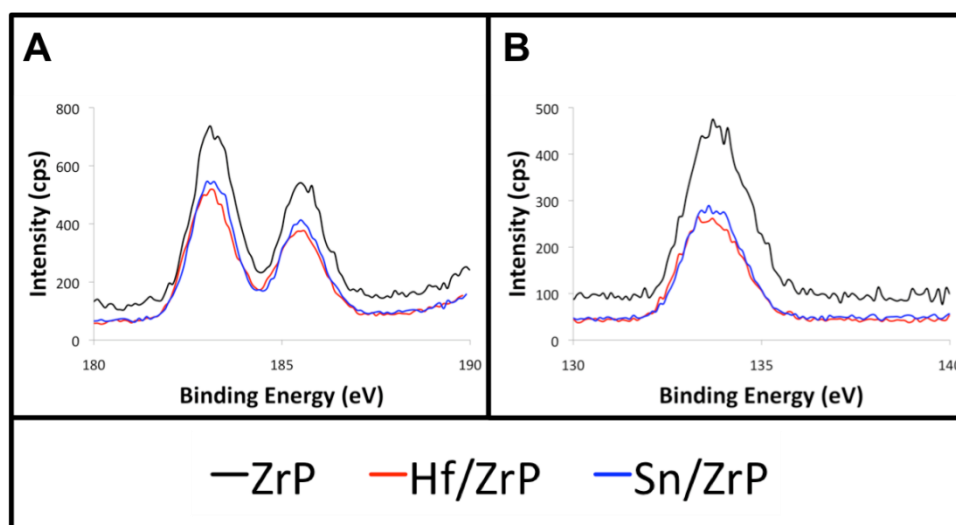 A
800
600
400
200
0
Intensity (cps)
180
185
190
Binding Energy (eV)
B
500
400
300
200
100
0
Intensity (cps)
130
135
140
Binding Energy (eV)
ZrP Hf/ZrP Sn/ZrP